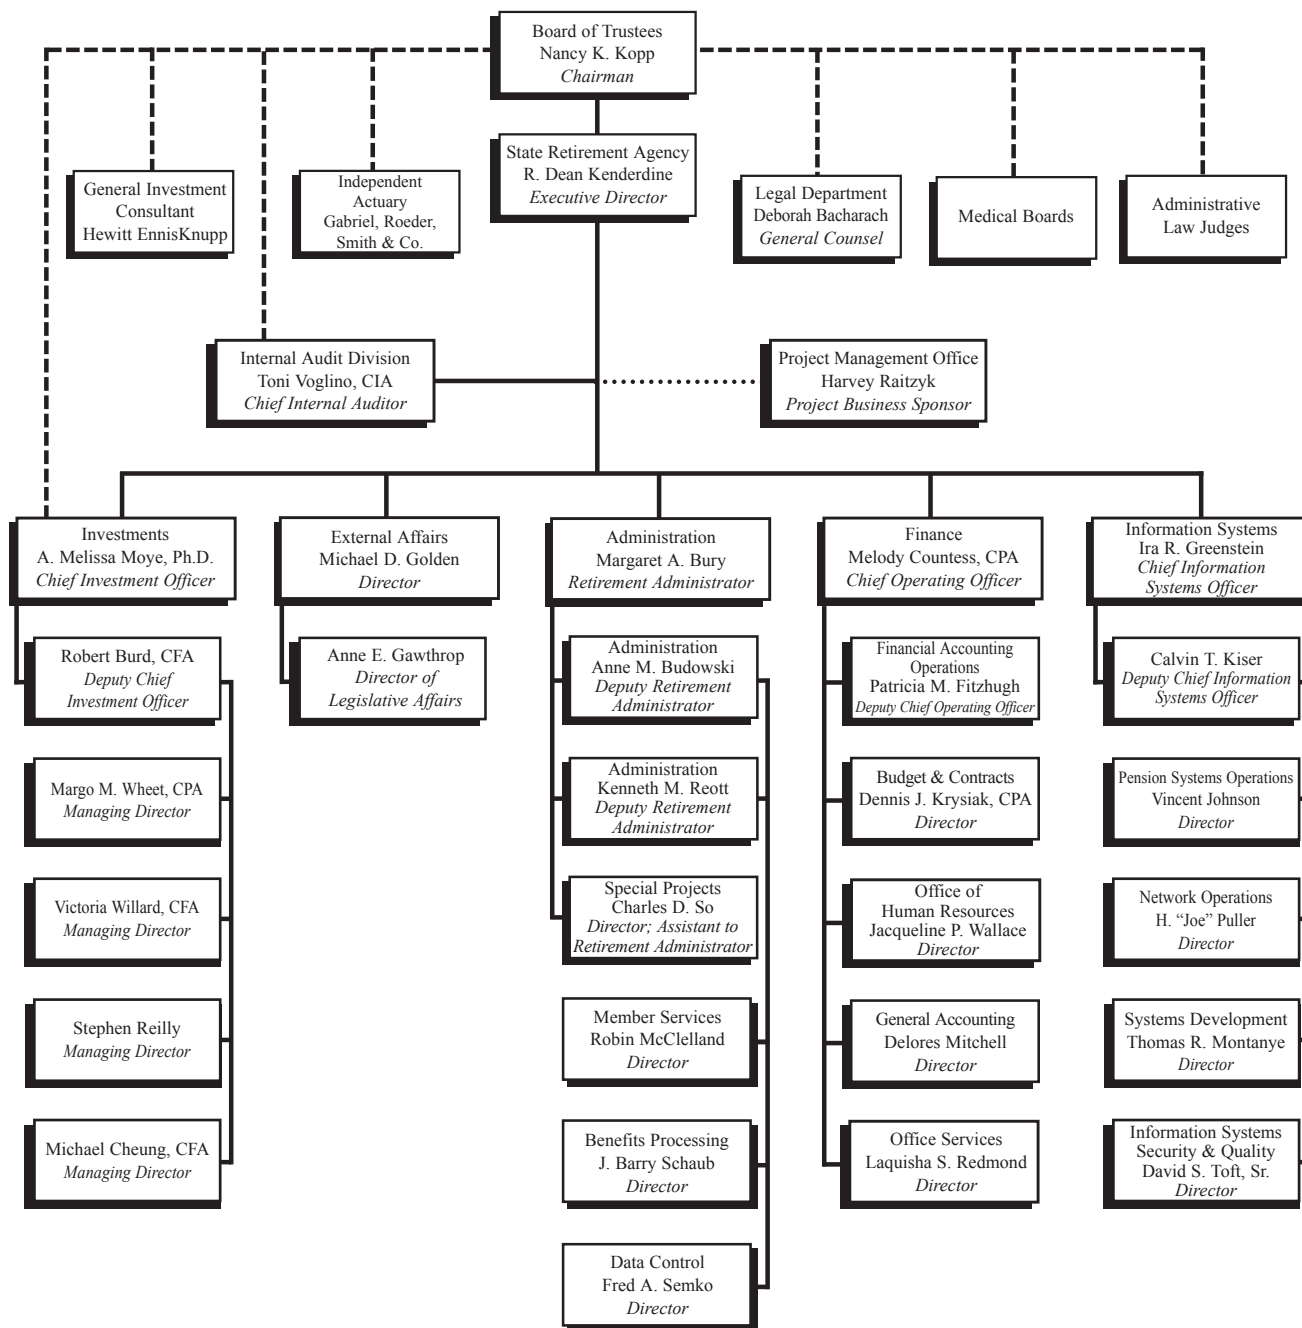 Board of Trustees
Nancy K. Kopp
Chairman
State Retirement Agency
R. Dean Kenderdine
Executive Director
General Investment
Consultant
Hewitt EnnisKnupp
Independent
Actuary
Gabriel, Roeder,
Smith & Co.
Legal Department
Deborah Bacharach
General Counsel
Medical Boards
Administrative
Law Judges
Internal Audit Division
Toni Voglino, CIA
Chief Internal Auditor
Project Management Office
Harvey Raitzyk
Project Business Sponsor
Investments
A. Melissa Moye, Ph.D.
Chief Investment Officer
External Affairs
Michael D. Golden
Director
Administration
Margaret A. Bury
Retirement Administrator
Finance
Melody Countess, CPA
Chief Operating Officer
Information Systems
Ira R. Greenstein
Chief Information
Systems Officer
Robert Burd, CFA
Deputy Chief
Investment Officer
Anne E. Gawthrop
Director of
Legislative Affairs
Administration
Anne M. Budowski
Deputy Retirement
Administrator
Financial Accounting
Operations
Patricia M. Fitzhugh
Deputy Chief Operating Officer
Calvin T. Kiser
Deputy Chief Information
Systems Officer
Margo M. Wheet, CPA
Managing Director
Administration
Kenneth M. Reott
Deputy Retirement
Administrator
Budget & Contracts
Dennis J. Krysiak, CPA
Director
Pension Systems Operations
Vincent Johnson
Director
Victoria Willard, CFA
Managing Director
Special Projects
Charles D. So
Director; Assistant to
Retirement Administrator
Office of
Human Resources
Jacqueline P. Wallace
Director
Network Operations
H. “Joe” Puller
Director
Stephen Reilly
Managing Director
Member Services
Robin McClelland
Director
General Accounting
Delores Mitchell
Director
Systems Development
Thomas R. Montanye
Director
Michael Cheung, CFA
Managing Director
Benefits Processing
J. Barry Schaub
Director
Office Services
Laquisha S. Redmond
Director
Information Systems
Security & Quality
David S. Toft, Sr.
Director
Data Control
Fred A. Semko
Director